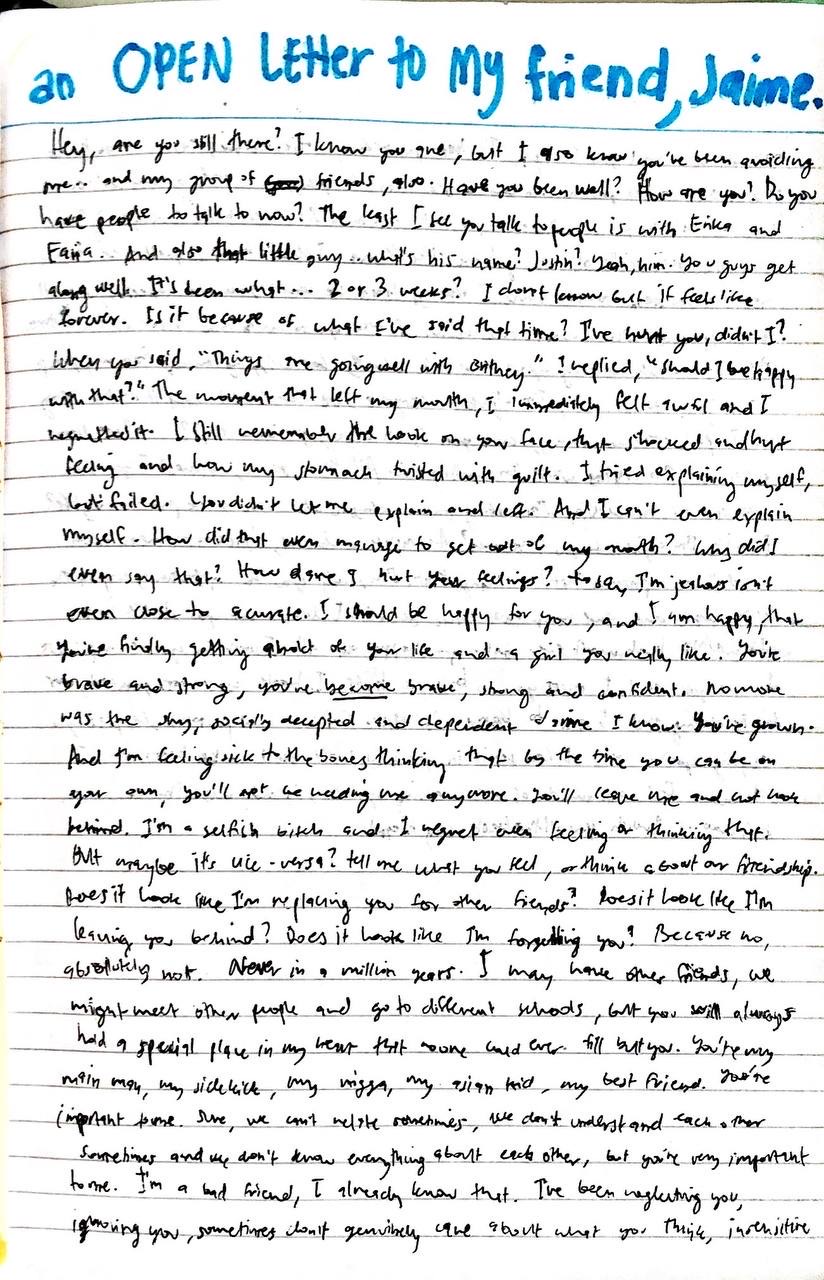 an OPEN Letter to My friend, Jaime.
Hey, are you still there? I know you are, but I also know you've been avoiding
me.. and my group of friends, also. Have you been well? How are you? Do you
have people to talk to now? The least I see you talk to people is with Erika and
And also that little guy.. what's his name? Justin? Yeah, him. You guys get
along well. It's been what... 2 or 3 weeks? I don't know but it feels like
forever. Is it because of what I've said that time? I've hurt you, didn't I?
When you said, "Things are going well with Britney." I replied, "Should I be happy
with that?" The moment that left my mouth, I immediately felt awful and I
regretted it. I still remember the look on your face, that shocked and hurt
feeling and how my stomach twisted with guilt. I tried explaining myself,
but failed. You didn't let me explain and left. And I can't even explain
myself. How did that even manage to get out of my mouth? Why did I
even say that? How dare I hurt your feelings? to say I'm jealous isn't
even close to accurate. I should be happy for you, and I am happy, that
you're finally getting ahold of your life and a girl you really like. You're
brave and strong, you've become brave, strong and confident. No more
was the shy, socially and dependent Jaime I know. You've grown.
And I'm feeling sick to the bones thinking that by the time you can be on
your own, you'll not be needing me anymore. You'll leave me and not look
behind. I'm a selfish bitch and I regret even feeling or thinking that.
But maybe it's vice-versa? tell me what you feel, or think about our friendship.
Does it look like I'm replacing you for other friends? Does it look like I'm
leaving you behind? Does it look like I'm forgetting you? Because no,
absolutely not. Never in a million years. I may have other friends, we
might meet other people and go to different schools, but you will always
had a special place in my heart that noone could ever fill but you. You're my
main man, my sidekick, my nigga, my asian kid, my best friend. You're
important to me. Sure, we can't relate sometimes, we don't understand each other
sometimes and we don't know everything about each other, but you're very important
to me. I'm a bad friend, I already know that. I've been neglecting you,
ignoring you, sometimes don't genuinely care about what you think, insensitive